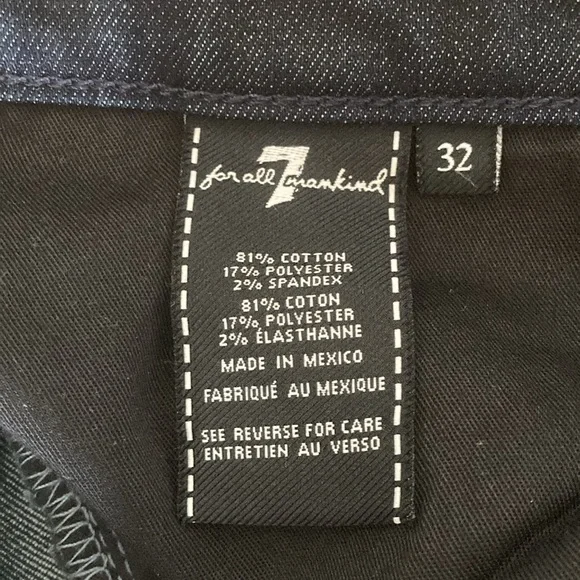 for all 7 mankind
32
81% COTTON
17% POLYESTER
2% SPANDEX
81% COTON
17% POLYESTER
2% ÉLASTHANNE
MADE IN MEXICO
FABRIQUÉ AU MEXIQUE
SEE REVERSE FOR CARE
ENTRETIEN AU VERSO